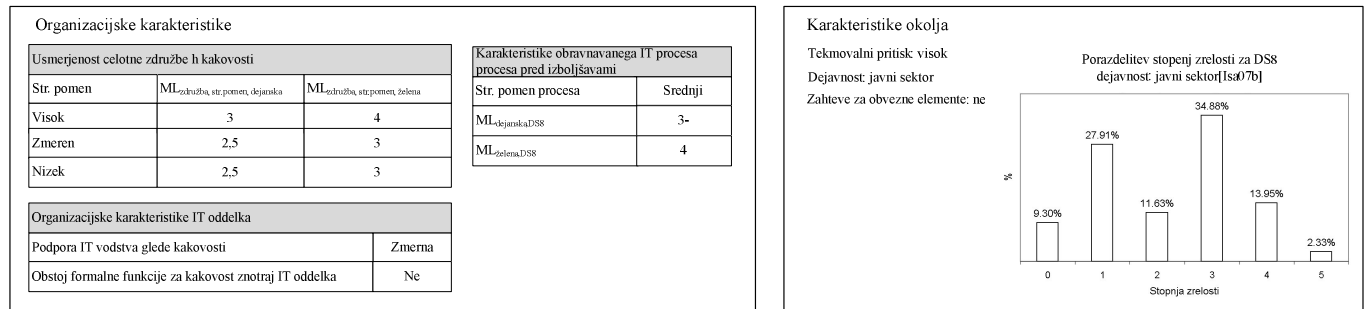 Organizacijske karakteristike
Usmerjenost celotne združbe h kakovosti
Str. pomen MLzdružba, str.pomen, dejanska MLzdružba, str.pomen, želena
Visok 3 4
Zmeren 2,5 3
Nizek 2,5 3
Organizacijske karakteristike IT oddelka
Podpora IT vodstva glede kakovosti Zmerna
Obstoj formalne funkcije za kakovost znotraj IT oddelka Ne
Karakteristike obravnavanega IT procesa
procesa pred izboljšavami
Str. pomen procesa Srednji
MLdejanska,DS8 3-
MLželena,DS8 4
Karakteristike okolja
Tekmovalni pritisk visok
Dejavnost: javni sektor
Zahteve za obvezne elemente: ne
Porazdelitev stopenj zrelosti za DS8
dejavnost: javni sektor[Isa07b]
%
9.30%
27.91%
11.63%
34.88%
13.95%
2.33%
0 1 2 3 4 5
Stopnja zrelosti